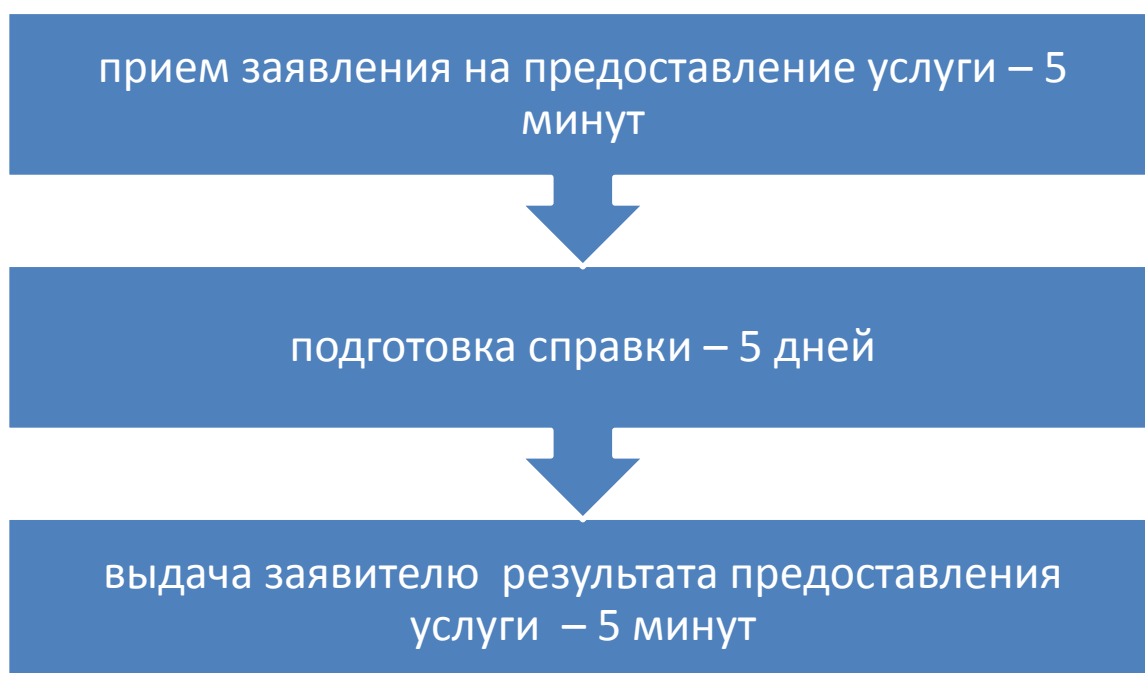 прием заявления на предоставление услуги – 5
минут
подготовка справки – 5 дней
выдача заявителю  результата предоставления
услуги  – 5 минут